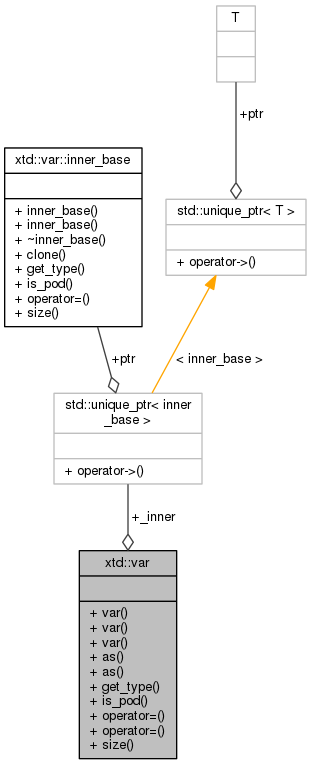 T
+ptr
xtd::var::inner_base
+ inner_base()
+ inner_base()
+ ~inner_base()
+ clone()
+ get_type()
+ is_pod()
+ operator=()
+ size()
std::unique_ptr< T >
+ operator->()
+ptr
< inner_base >
std::unique_ptr< inner
_base >
+ operator->()
+_inner
xtd::var
+ var()
+ var()
+ var()
+ as()
+ as()
+ get_type()
+ is_pod()
+ operator=()
+ operator=()
+ size()